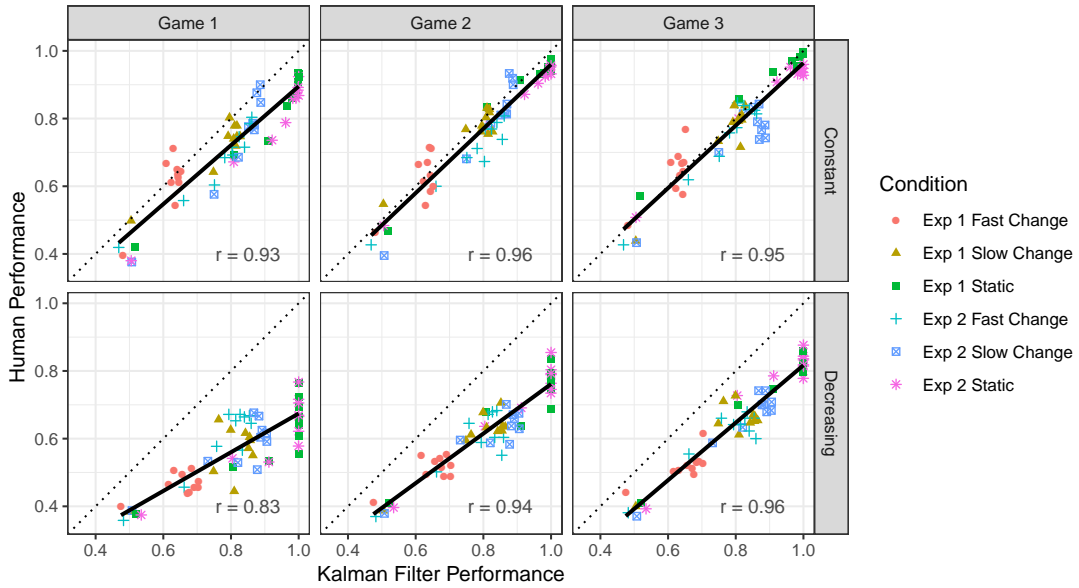 Game 1
Game 2
Game 3
1.0
0.8
0.6
0.4
r = 0.93
r = 0.96
r = 0.95
Constant
1.0
0.8
0.6
0.4
r = 0.83
r = 0.94
r = 0.96
Decreasing
0.4 0.6 0.8 1.0
0.4 0.6 0.8 1.0
0.4 0.6 0.8 1.0
Kalman Filter Performance
Human Performance
Condition
Exp 1 Fast Change
Exp 1 Slow Change
Exp 1 Static
Exp 2 Fast Change
Exp 2 Slow Change
Exp 2 Static